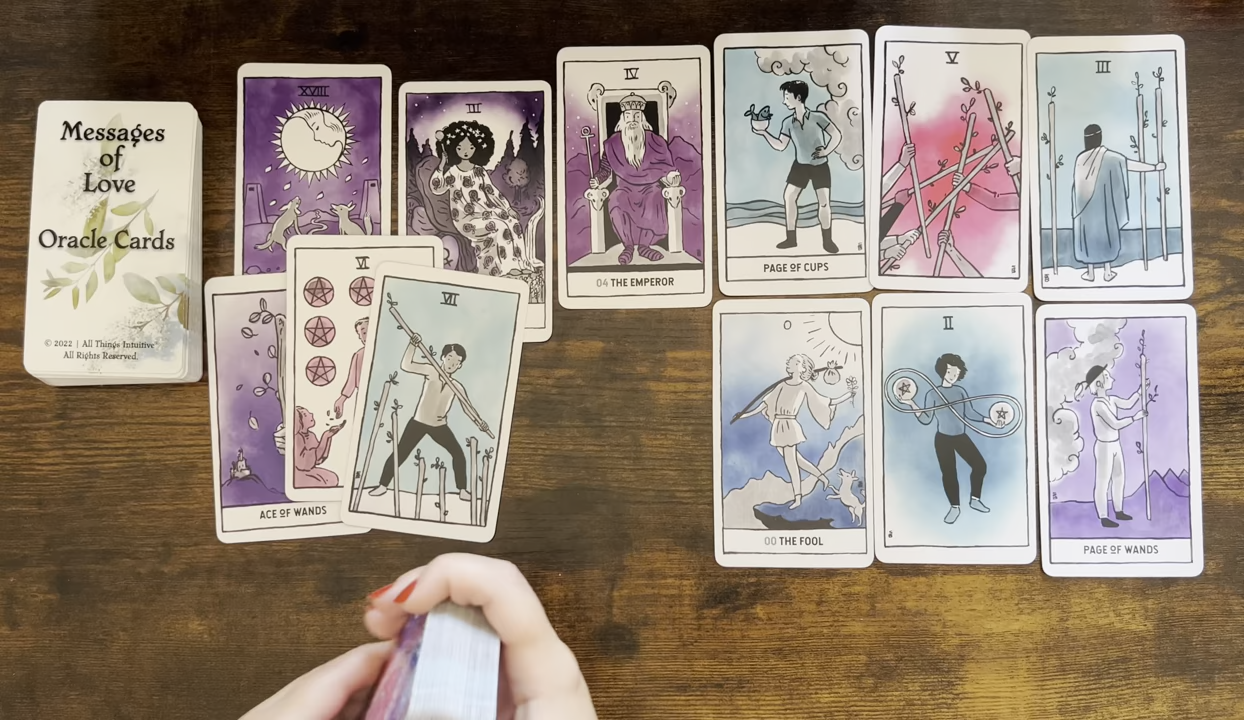 Messages
of
Love
Oracle Cards
© 2022 | All Things Intuitive
All Rights Reserved.
XVIII
III
IV
04 THE EMPEROR
PAGE OF CUPS
V
III
ACE OF WANDS
VI
VII
0
00 THE FOOL
II
PAGE OF WANDS